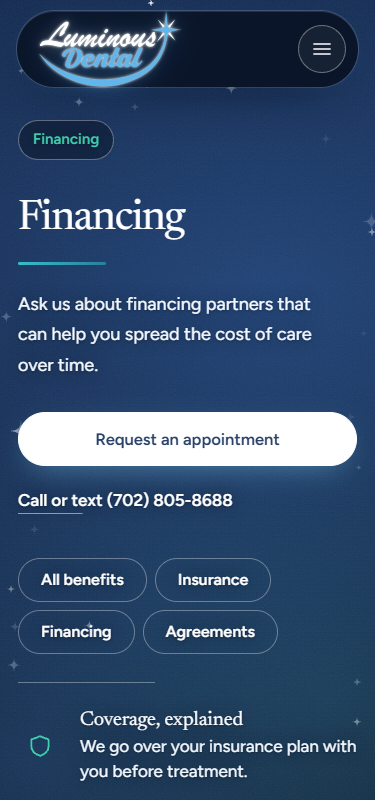 Luminous
Dental
Financing
Financing
Ask us about financing partners that
can help you spread the cost of care
over time.
Request an appointment
Call or text (702) 805-8688
All benefits
Insurance
Financing
Agreements
Coverage, explained
We go over your insurance plan with
you before treatment.